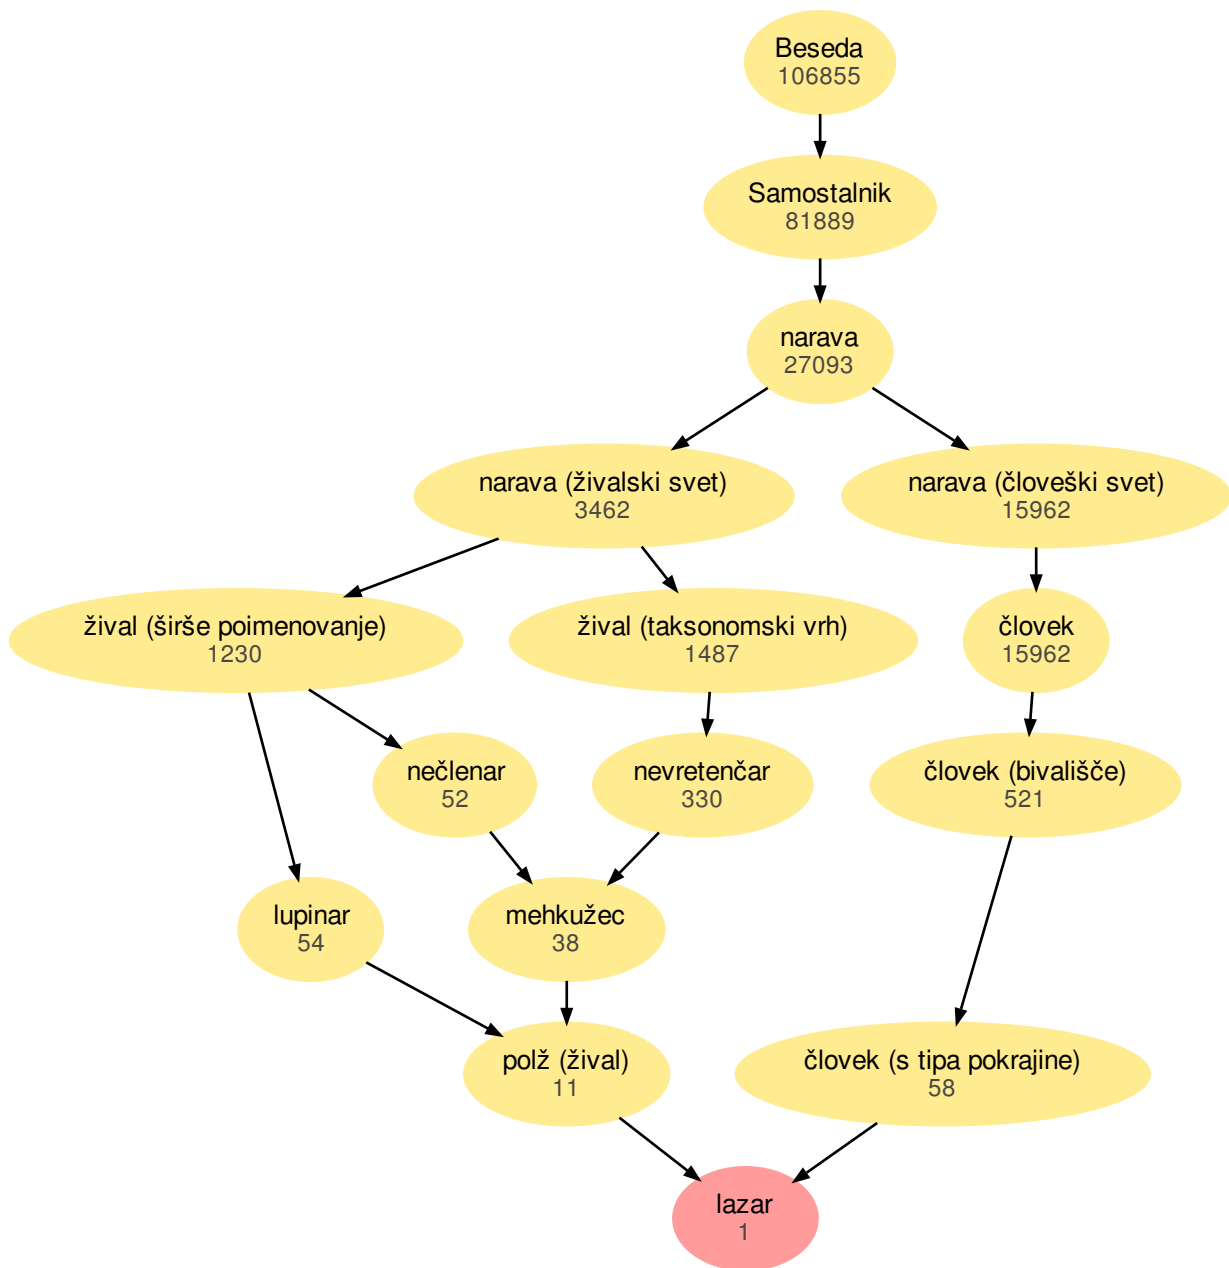 Beseda
106855
Samostalnik
81889
narava
27093
narava (živalski svet)
3462
narava (človeški svet)
15962
žival (širše poimenovanje)
1230
žival (taksonomski vrh)
1487
človek
15962
nečlenar
52
nevretenčar
330
človek (bivališče)
521
lupinar
54
mehkužec
38
polž (žival)
11
človek (s tipa pokrajine)
58
lazar
1